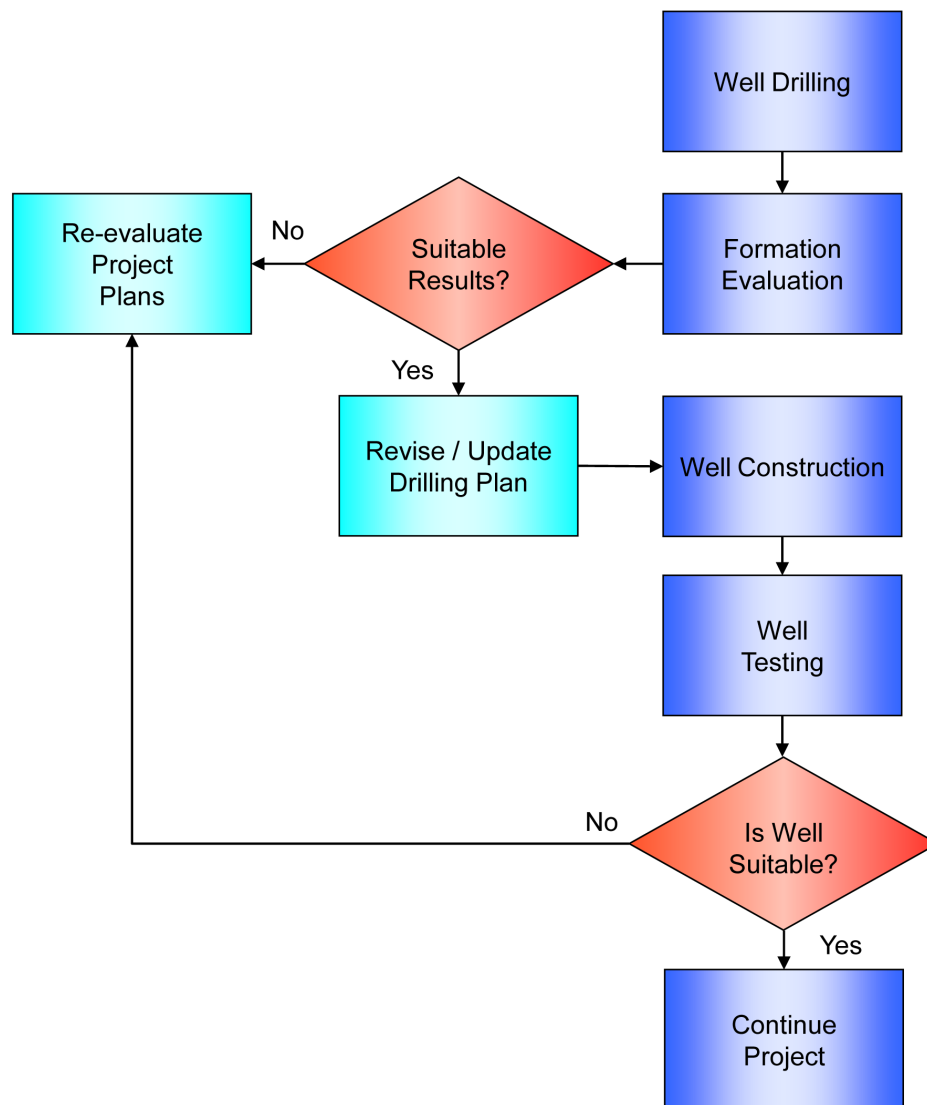 Well Drilling
Formation
Evaluation
Suitable
Results?
No
Re-evaluate
Project
Plans
Yes
Revise / Update
Drilling Plan
Well Construction
Well
Testing
Is Well
Suitable?
No
Yes
Continue
Project